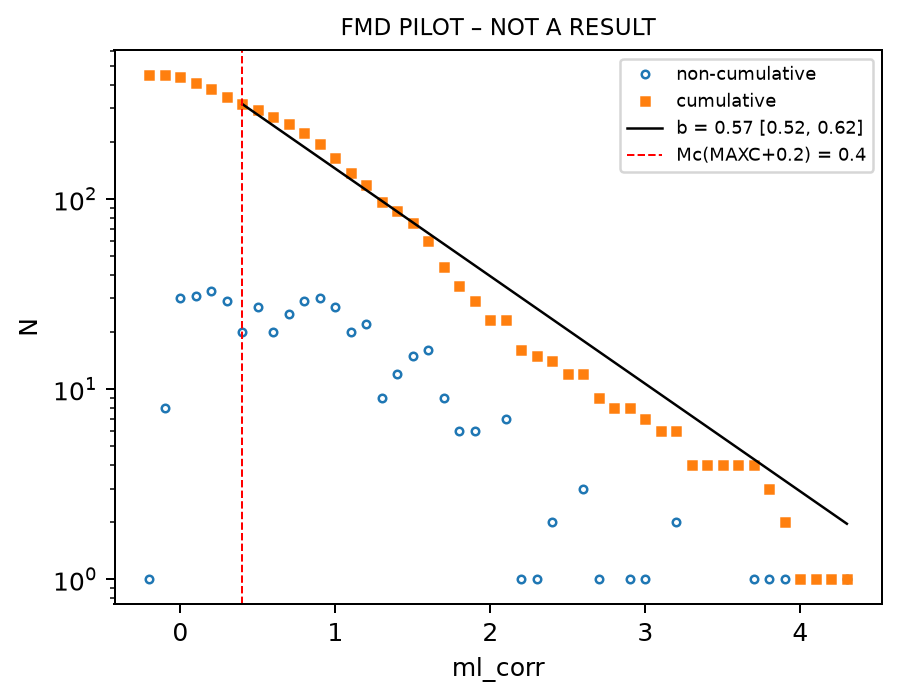 FMD PILOT – NOT A RESULT
non-cumulative
cumulative
b = 0.57 [0.52, 0.62]
Mc(MAXC+0.2) = 0.4
N
10²
10¹
10⁰
0 1 2 3 4
ml_corr